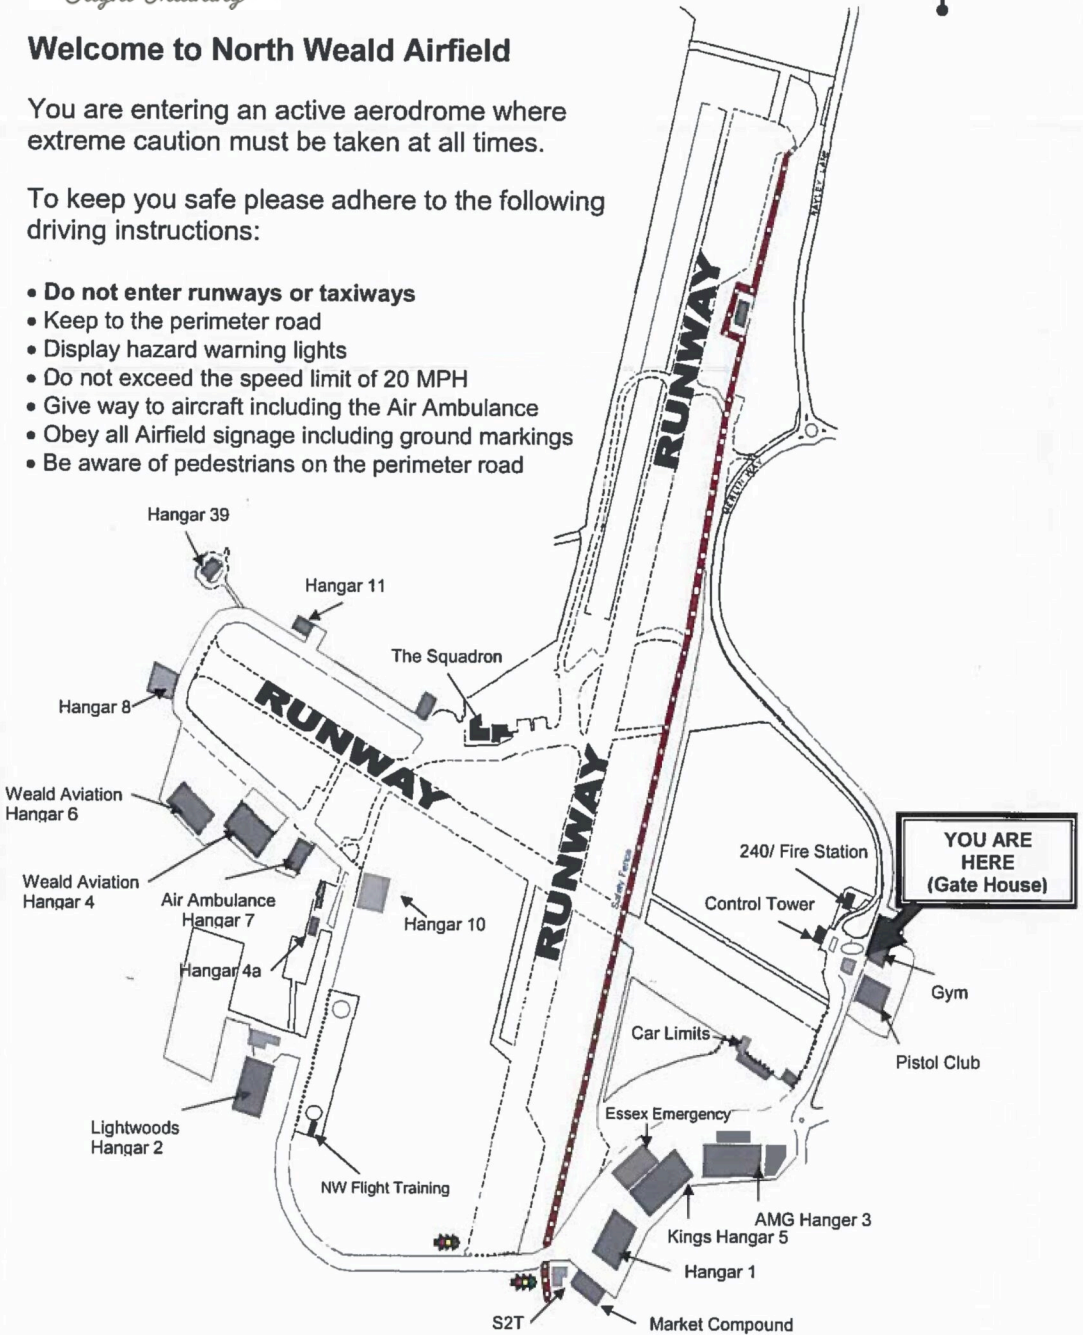 Flight Training
Welcome to North Weald Airfield
You are entering an active aerodrome where
extreme caution must be taken at all times.
To keep you safe please adhere to the following
driving instructions:
• Do not enter runways or taxiways
• Keep to the perimeter road
• Display hazard warning lights
• Do not exceed the speed limit of 20 MPH
• Give way to aircraft including the Air Ambulance
• Obey all Airfield signage including ground markings
• Be aware of pedestrians on the perimeter road
RUNWAY
MERLIN WAY
Hangar 39
Hangar 11
The Squadron
Hangar 8
RUNWAY
Weald Aviation
Hangar 6
RUNWAY
Safety Fence
240/ Fire Station
YOU ARE
HERE
(Gate House)
Weald Aviation
Hangar 4
Air Ambulance
Hangar 7
Hangar 10
Control Tower
Hangar 4a
Gym
Car Limits
Pistol Club
Lightwoods
Hangar 2
Essex Emergency
NW Flight Training
AMG Hanger 3
Kings Hangar 5
Hangar 1
S2T
Market Compound